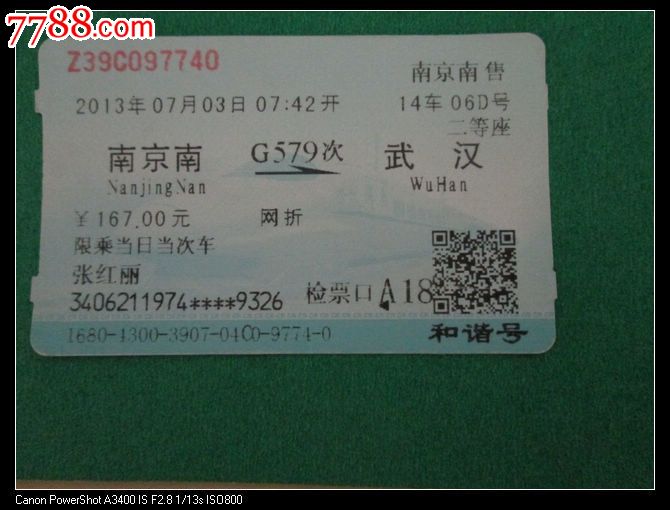 7788.com
Z39C097740
南京南售
2013年07月03日07:42开
14车06D号
二等座
南京南
G579次
武汉
NanjingNan
WuHan
￥167.00元
网折
限乘当日当次车
张红丽
3406211974****9326
检票口A18
1680-4300-3907-04C0-9774-0
和谐号
Canon PowerShot A3400 IS F2.8 1/13s ISO800